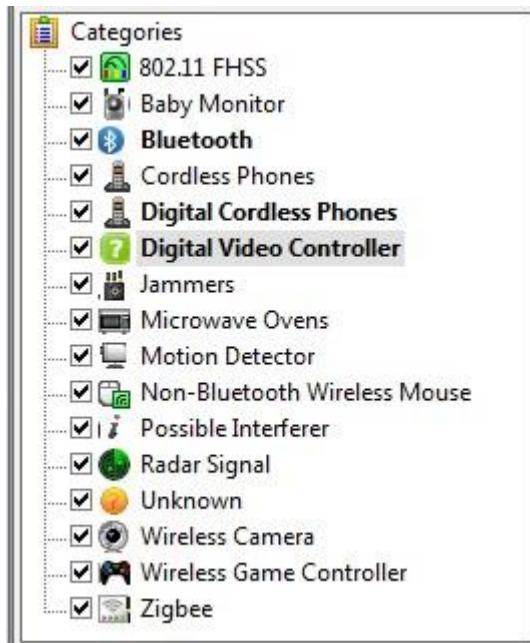 Categories
802.11 FHSS
Baby Monitor
Bluetooth
Cordless Phones
Digital Cordless Phones
Digital Video Controller
Jammers
Microwave Ovens
Motion Detector
Non-Bluetooth Wireless Mouse
Possible Interferer
Radar Signal
Unknown
Wireless Camera
Wireless Game Controller
Zigbee